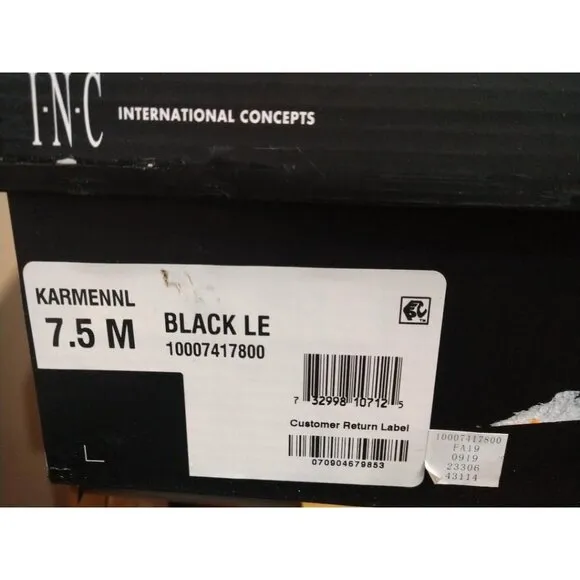 I·N·C INTERNATIONAL CONCEPTS
KARMENNL
7.5 M
BLACK LE
10007417800
7 32998 10712 5
Customer Return Label
070904679853
10007417800
FA19
0919
23306
43114